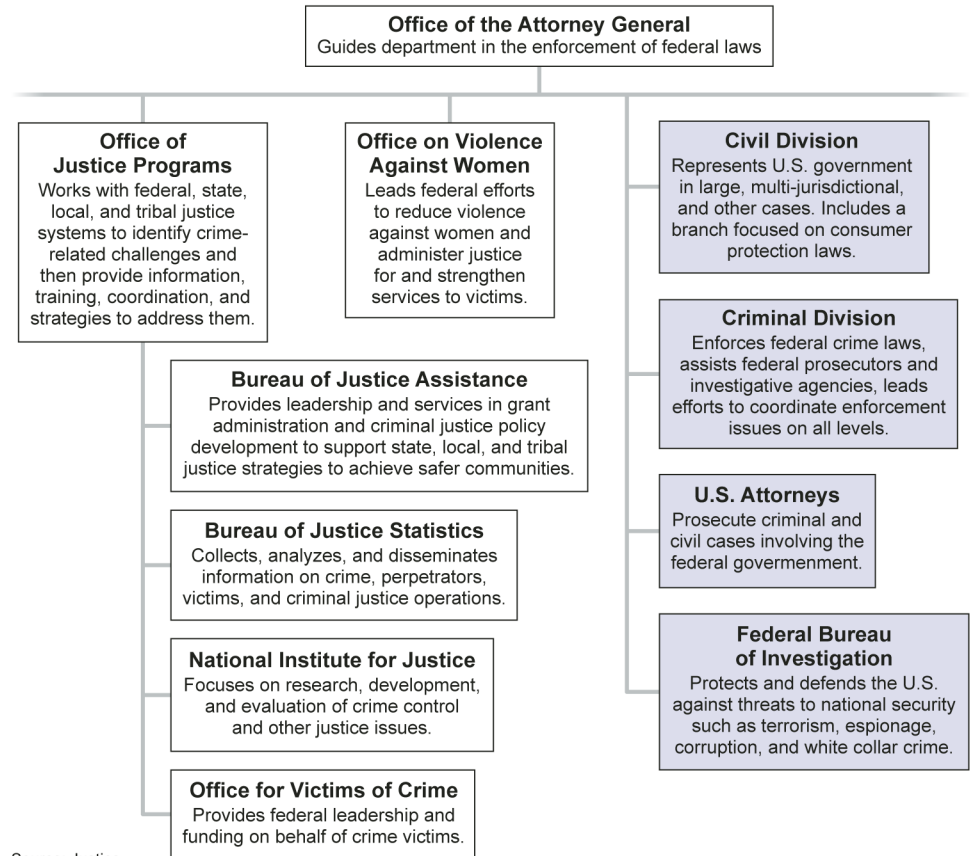 Office of the Attorney General
Guides department in the enforcement of federal laws
Office of
Justice Programs
Works with federal, state,
local, and tribal justice
systems to identify crime-
related challenges and
then provide information,
training, coordination, and
strategies to address them.
Office on Violence
Against Women
Leads federal efforts
to reduce violence
against women and
administer justice
for and strengthen
services to victims.
Civil Division
Represents U.S. government
in large, multi-jurisdictional,
and other cases. Includes a
branch focused on consumer
protection laws.
Criminal Division
Enforces federal crime laws,
assists federal prosecutors and
investigative agencies, leads
efforts to coordinate enforcement
issues on all levels.
Bureau of Justice Assistance
Provides leadership and services in grant
administration and criminal justice policy
development to support state, local, and tribal
justice strategies to achieve safer communities.
U.S. Attorneys
Prosecute criminal and
civil cases involving the
federal govermenment.
Bureau of Justice Statistics
Collects, analyzes, and disseminates
information on crime, perpetrators,
victims, and criminal justice operations.
Federal Bureau
of Investigation
Protects and defends the U.S.
against threats to national security
such as terrorism, espionage,
corruption, and white collar crime.
National Institute for Justice
Focuses on research, development,
and evaluation of crime control
and other justice issues.
Office for Victims of Crime
Provides federal leadership and
funding on behalf of crime victims.